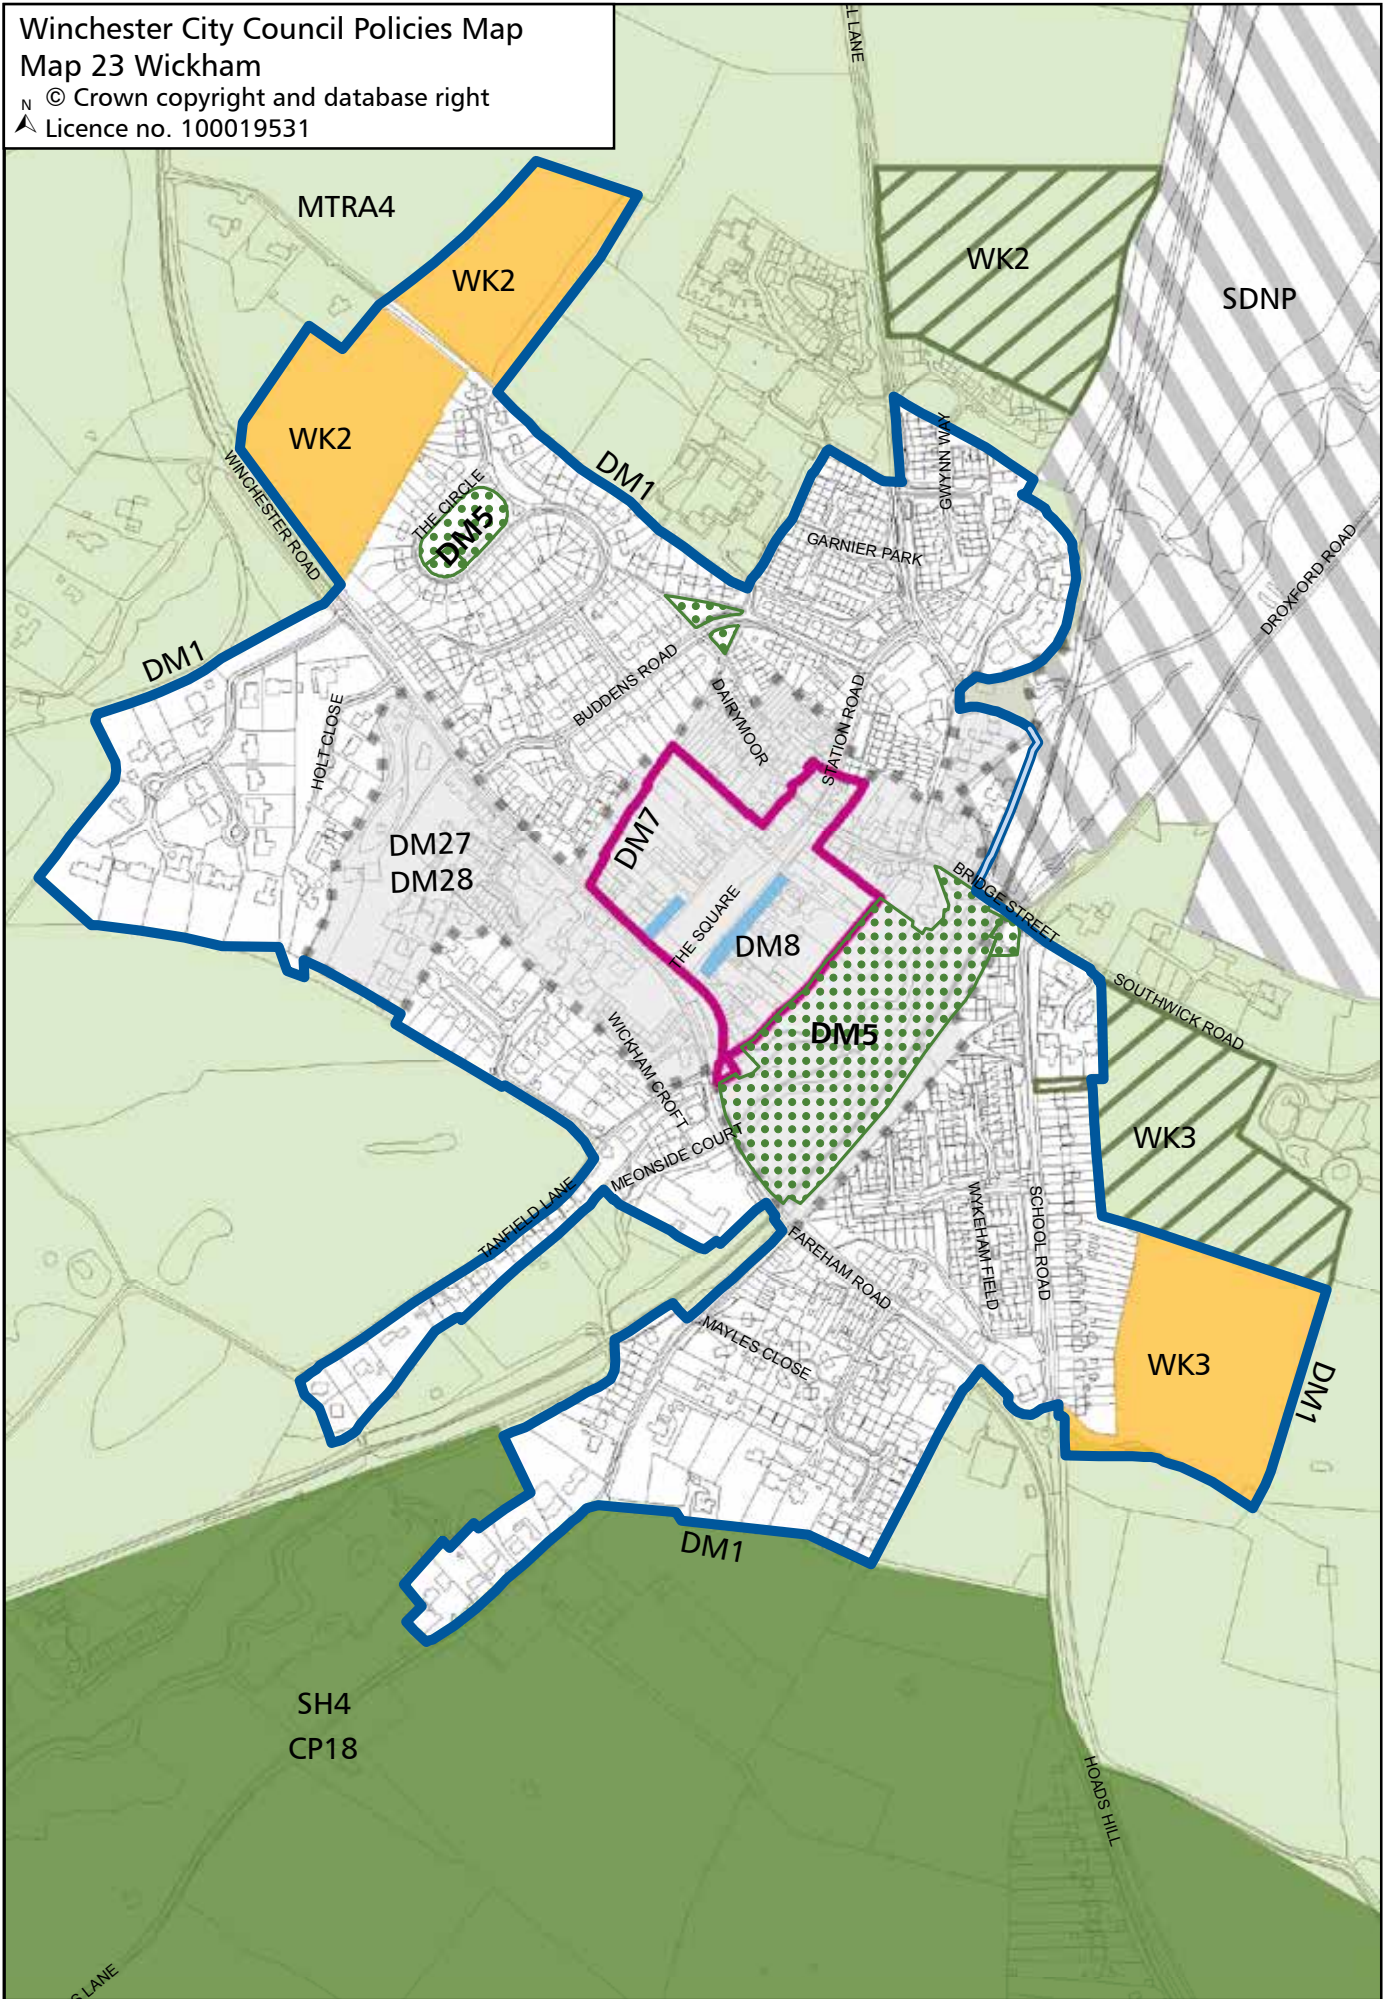 Winchester City Council Policies Map
Map 23 Wickham
N © Crown copyright and database right
Licence no. 100019531
LANE
MTRA4
WK2
WK2
SDNP
WK2
DM1
GWYNN WAY
WINCHESTER ROAD
THE CIRCLE
DM5
GARNIER PARK
DROXFORD ROAD
DM1
BUDDENS ROAD
DAIRYMOOR
STATION ROAD
HOLT CLOSE
DM7
DM27
DM28
BRIDGE STREET
THE SQUARE
DM8
SOUTHWICK ROAD
DM5
WICKHAM CROFT
WK3
MEONSIDE COURT
TANFIELD LANE
WYKEHAM FIELD
SCHOOL ROAD
FAREHAM ROAD
MAYLES CLOSE
WK3
DM1
DM1
SH4
CP18
HOADS HILL
LANE